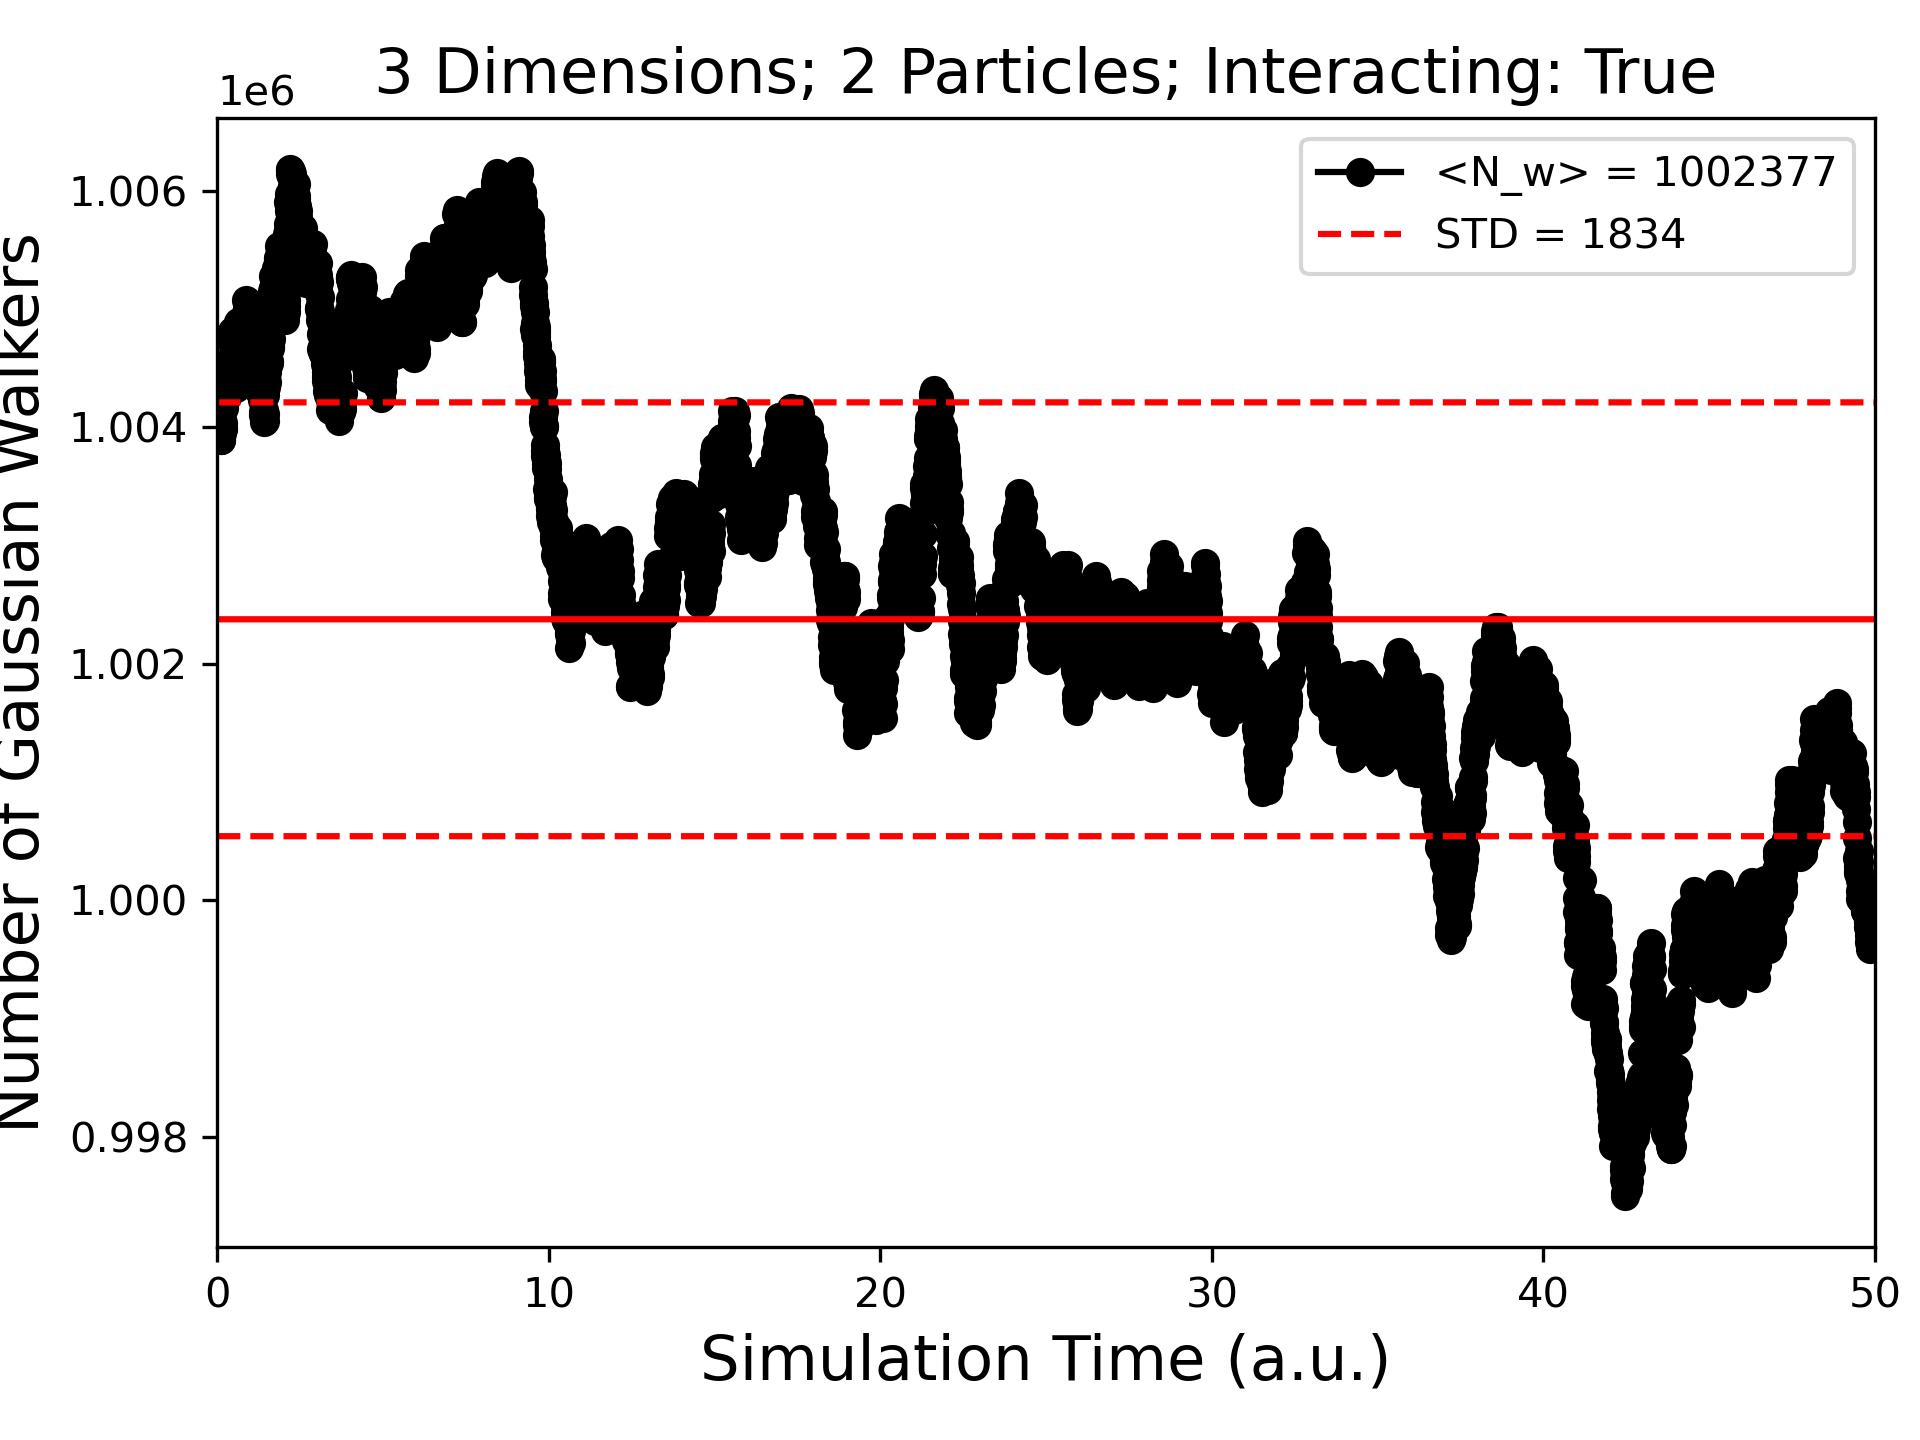 3 Dimensions; 2 Particles; Interacting: True
1e6
<N_w> = 1002377
STD = 1834
1.006
1.004
1.002
1.000
0.998
Number of Gaussian Walkers
0 10 20 30 40 50
Simulation Time (a.u.)